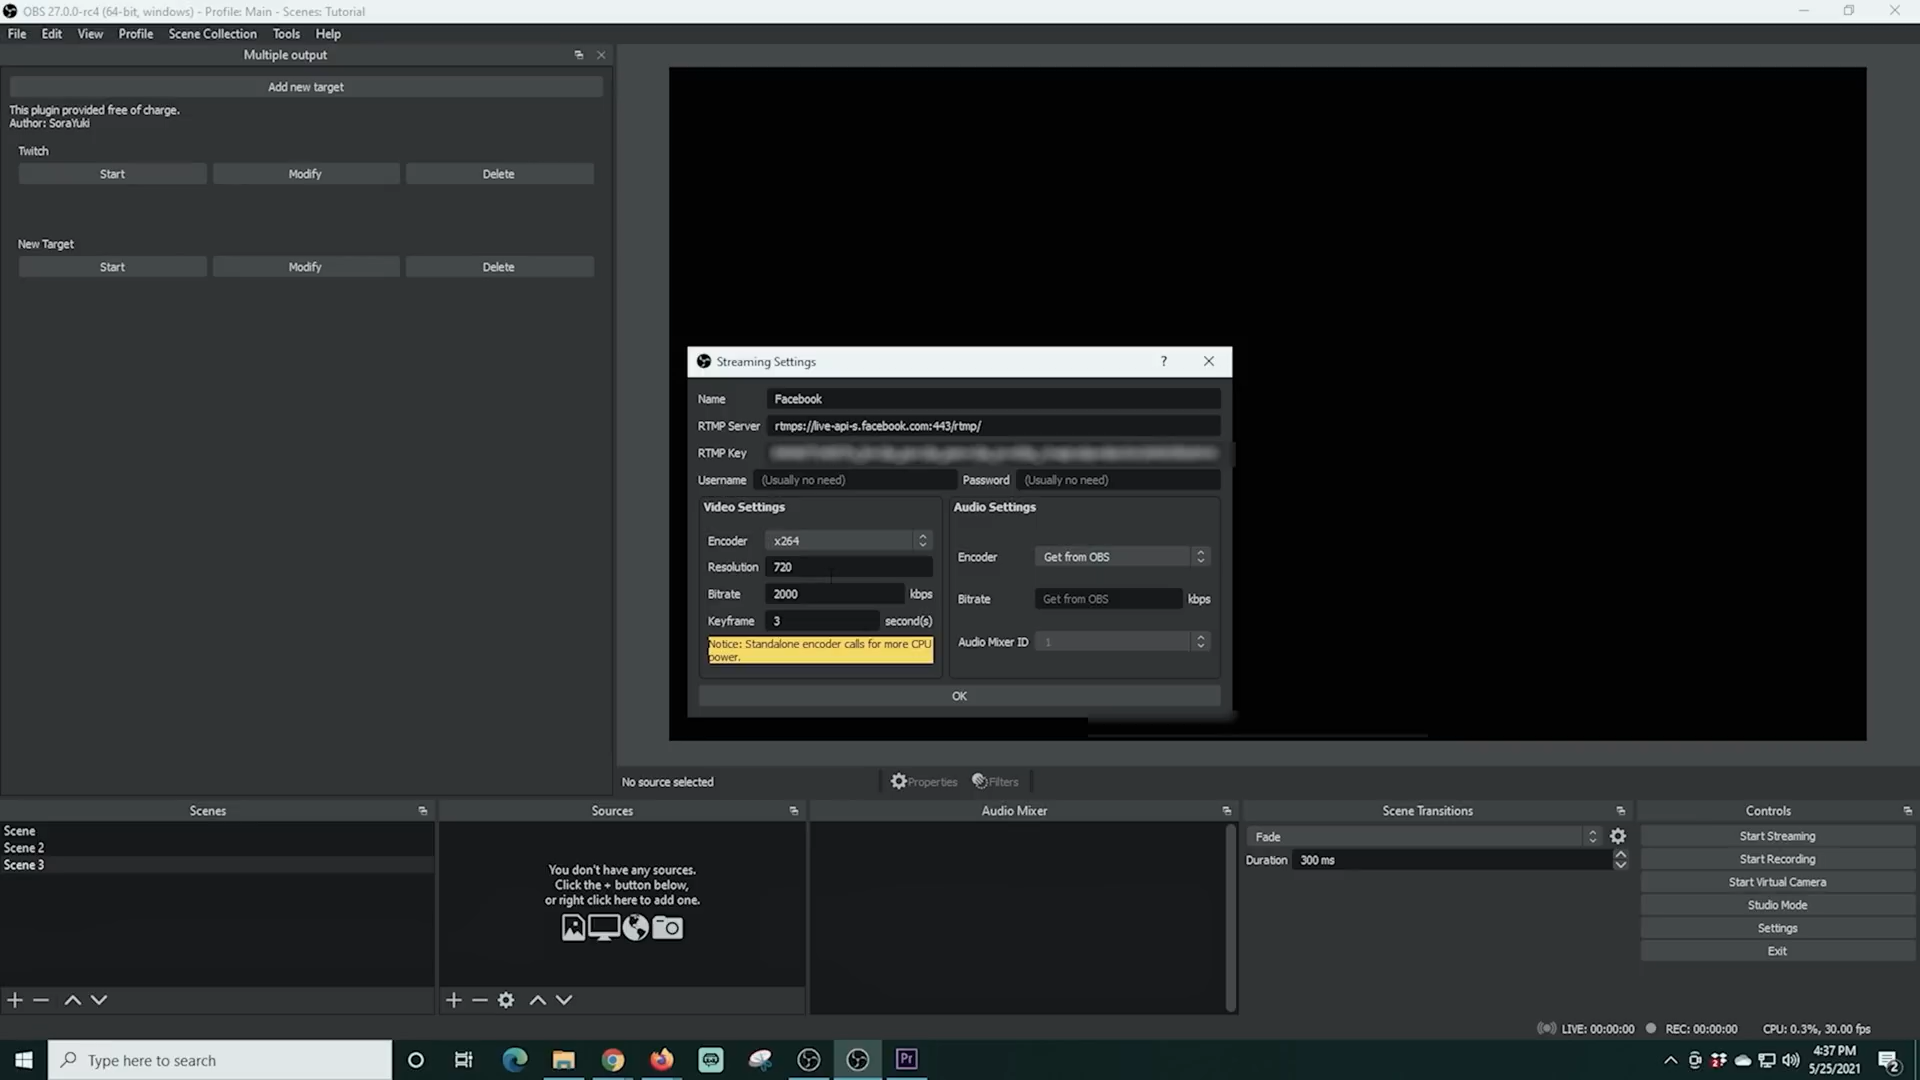 OBS 27.0.0-rc4 (64-bit, windows) - Profile: Main - Scenes: Tutorial
File Edit View Profile Scene Collection Tools Help
Multiple output
Add new target
This plugin provided free of charge.
Author: SoraYuki
Twitch
Start Modify Delete
New Target
Start Modify Delete
Streaming Settings ?
Name Facebook
RTMP Server rtmps://live-api-s.facebook.com:443/rtmp/
RTMP Key
Username (Usually no need) Password (Usually no need)
Video Settings
Encoder x264
Resolution 720
Bitrate 2000 kbps
Keyframe 3 second(s)
Notice: Standalone encoder calls for more CPU
power.
Audio Settings
Encoder Get from OBS
Bitrate Get from OBS kbps
Audio Mixer ID 1
OK
No source selected Properties Filters
Scenes
Scene
Scene 2
Scene 3
Sources
You don't have any sources.
Click the + button below,
or right click here to add one.
Audio Mixer
Scene Transitions
Fade
Duration 300 ms
Controls
Start Streaming
Start Recording
Start Virtual Camera
Studio Mode
Settings
Exit
LIVE: 00:00:00 REC: 00:00:00 CPU: 0.3%, 30.00 fps
Type here to search
Pr
4:37 PM
5/25/2021
2